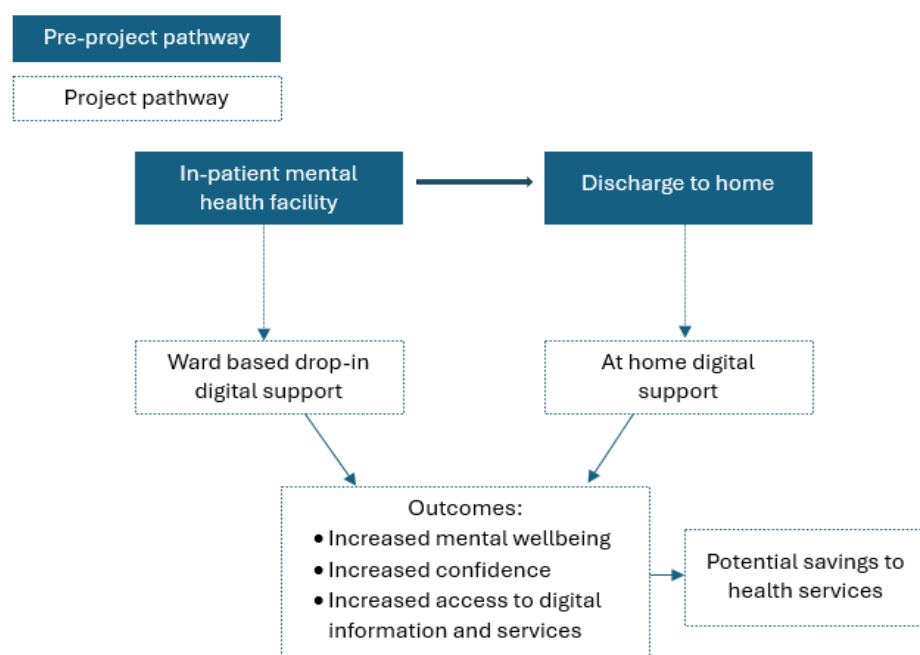 Pre-project pathway
Project pathway
In-patient mental
health facility
Discharge to home
Ward based drop-in
digital support
At home digital
support
Outcomes:
• Increased mental wellbeing
• Increased confidence
• Increased access to digital
information and services
Potential savings to
health services